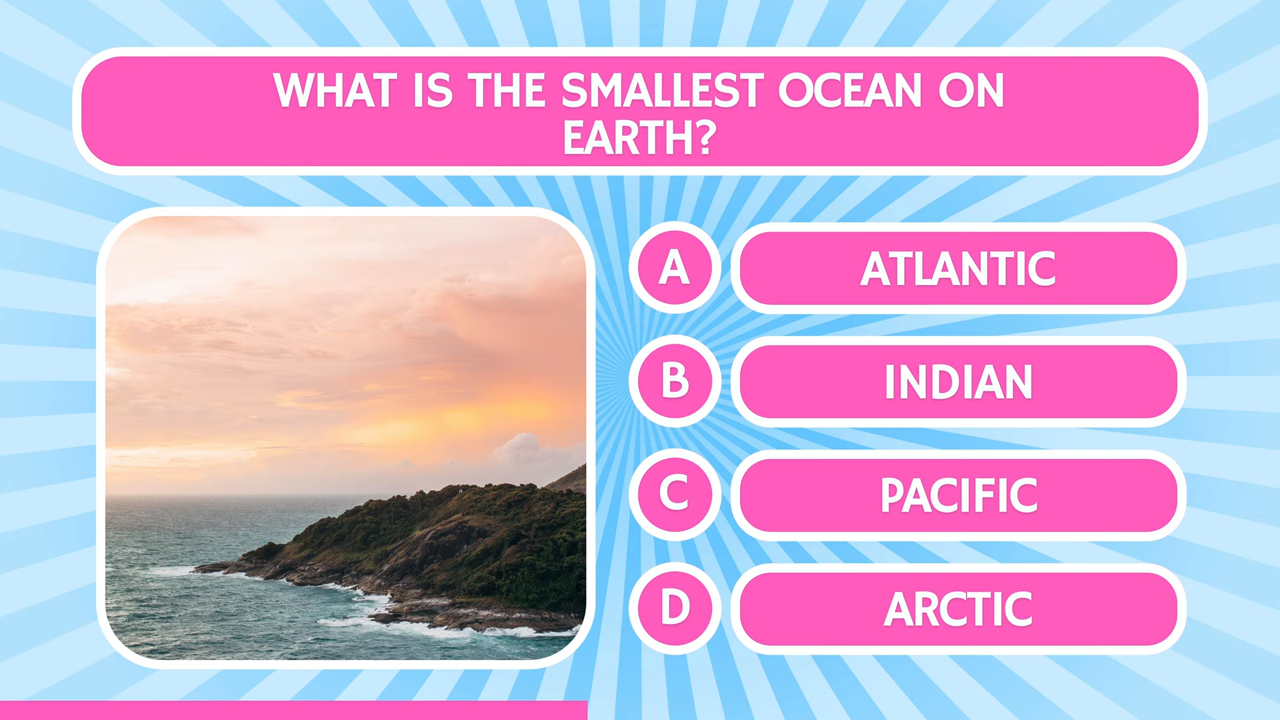 WHAT IS THE SMALLEST OCEAN ON
EARTH?
A ATLANTIC
B INDIAN
C PACIFIC
D ARCTIC